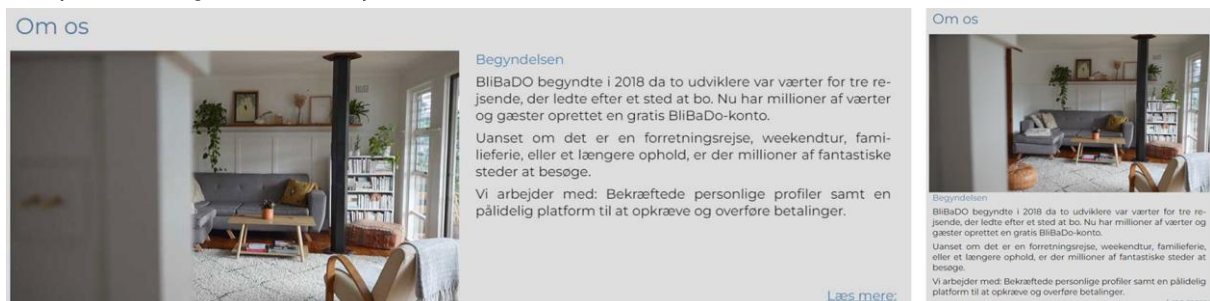 Om os
Begyndelsen
BliBaDO begyndte i 2018 da to udviklere var værter for tre re-
jsende, der ledte efter et sted at bo. Nu har millioner af værter
og gæster oprettet en gratis BliBaDo-konto.
Uanset om det er en forretningsrejse, weekendtur, fami-
lieferie, eller et længere ophold, er der millioner af fantastiske
steder at besøge.
Vi arbejder med: Bekræftede personlige profiler samt en
pålidelig platform til at opkræve og overføre betalinger.
Læs mere:
Om os
Begyndelsen
BliBaDO begyndte i 2018 da to udviklere var værter for tre re-
jsende, der ledte efter et sted at bo. Nu har millioner af værter og
gæster oprettet en gratis BliBaDo-konto.
Uanset om det er en forretningsrejse, weekendtur, familieferie,
eller et længere ophold, er der millioner af fantastiske steder at
besøge.
Vi arbejder med: Bekræftede personlige profiler samt en pålidelig
platform til at opkræve og overføre betalinger.